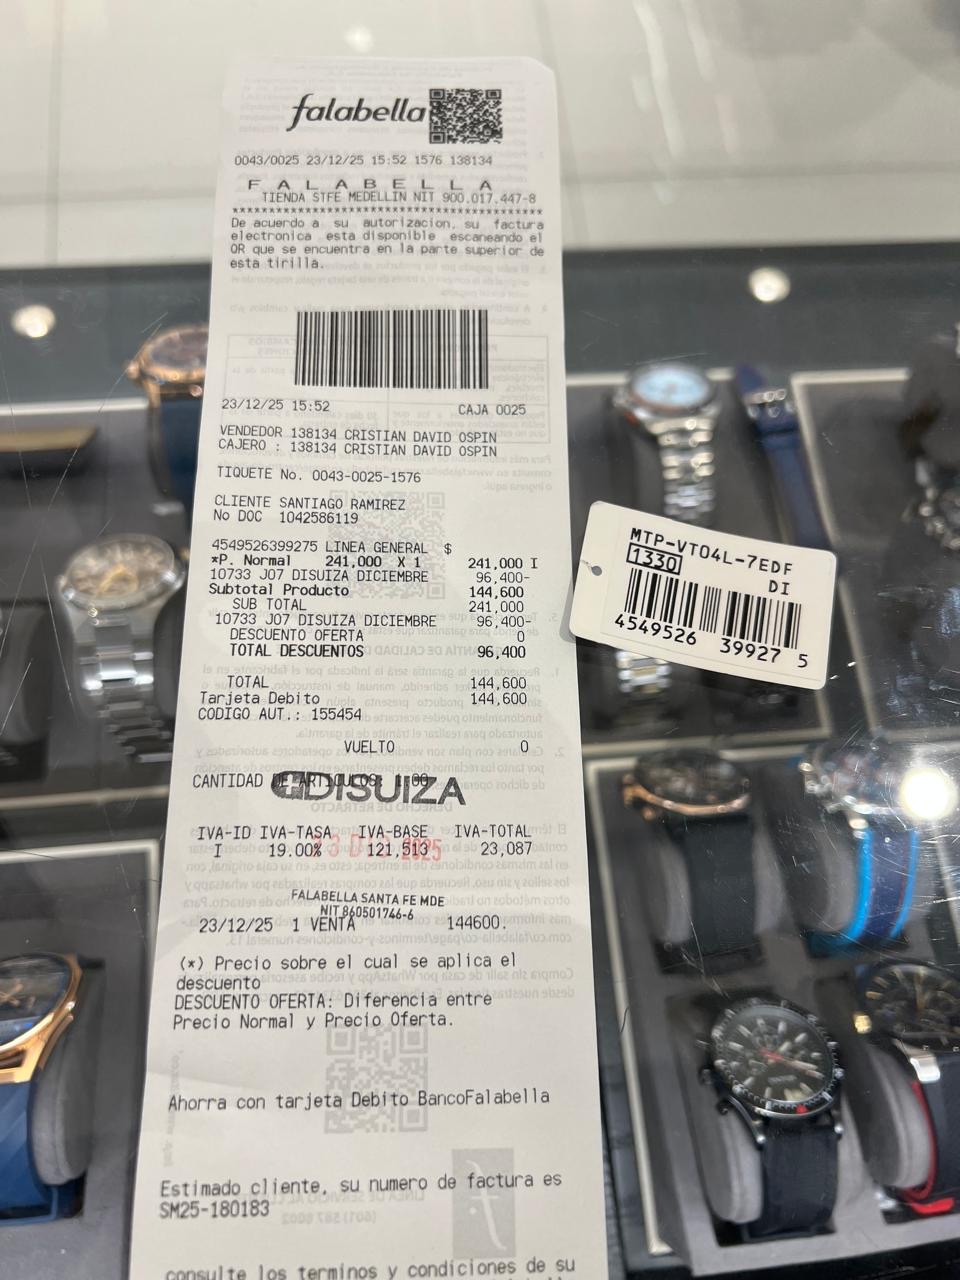 falabella
0043/0025 23/12/25 15:52 1576 138134
F A L A B E L L A
TIENDA STFE MEDELLIN NIT 900.017.447-8
******************************************
De acuerdo a su autorizacion, su factura
electronica esta disponible escaneando el
QR que se encuentra en la parte superior de
esta tirilla.
23/12/25 15:52 CAJA 0025
VENDEDOR 138134 CRISTIAN DAVID OSPIN
CAJERO : 138134 CRISTIAN DAVID OSPIN
TIQUETE No. 0043-0025-1576
CLIENTE SANTIAGO RAMIREZ
No DOC 1042586119
4549526399275 LINEA GENERAL $
*P. Normal 241,000 X 1 241,000 I
10733 J07 DISUIZA DICIEMBRE 96,400-
Subtotal Producto 144,600
SUB TOTAL 241,000
10733 J07 DISUIZA DICIEMBRE 96,400-
DESCUENTO OFERTA 0
TOTAL DESCUENTOS 96,400
TOTAL 144,600
Tarjeta Debito 144,600
CODIGO AUT.: 155454
VUELTO 0
CANTIDAD DE ARTICULOS: 1.00
DISUIZA
IVA-ID IVA-TASA IVA-BASE IVA-TOTAL
I 19.00% 121,513 23,087
2025
FALABELLA SANTA FE MDE
NIT 860501746-6
23/12/25 1 VENTA 144600.
(*) Precio sobre el cual se aplica el
descuento
DESCUENTO OFERTA: Diferencia entre
Precio Normal y Precio Oferta.
Ahorra con tarjeta Debito BancoFalabella
Estimado cliente, su numero de factura es
SM25-180183
consulte los terminos y condiciones de su
MTP-VT04L-7EDF
1330 DI
4549526 39927 5